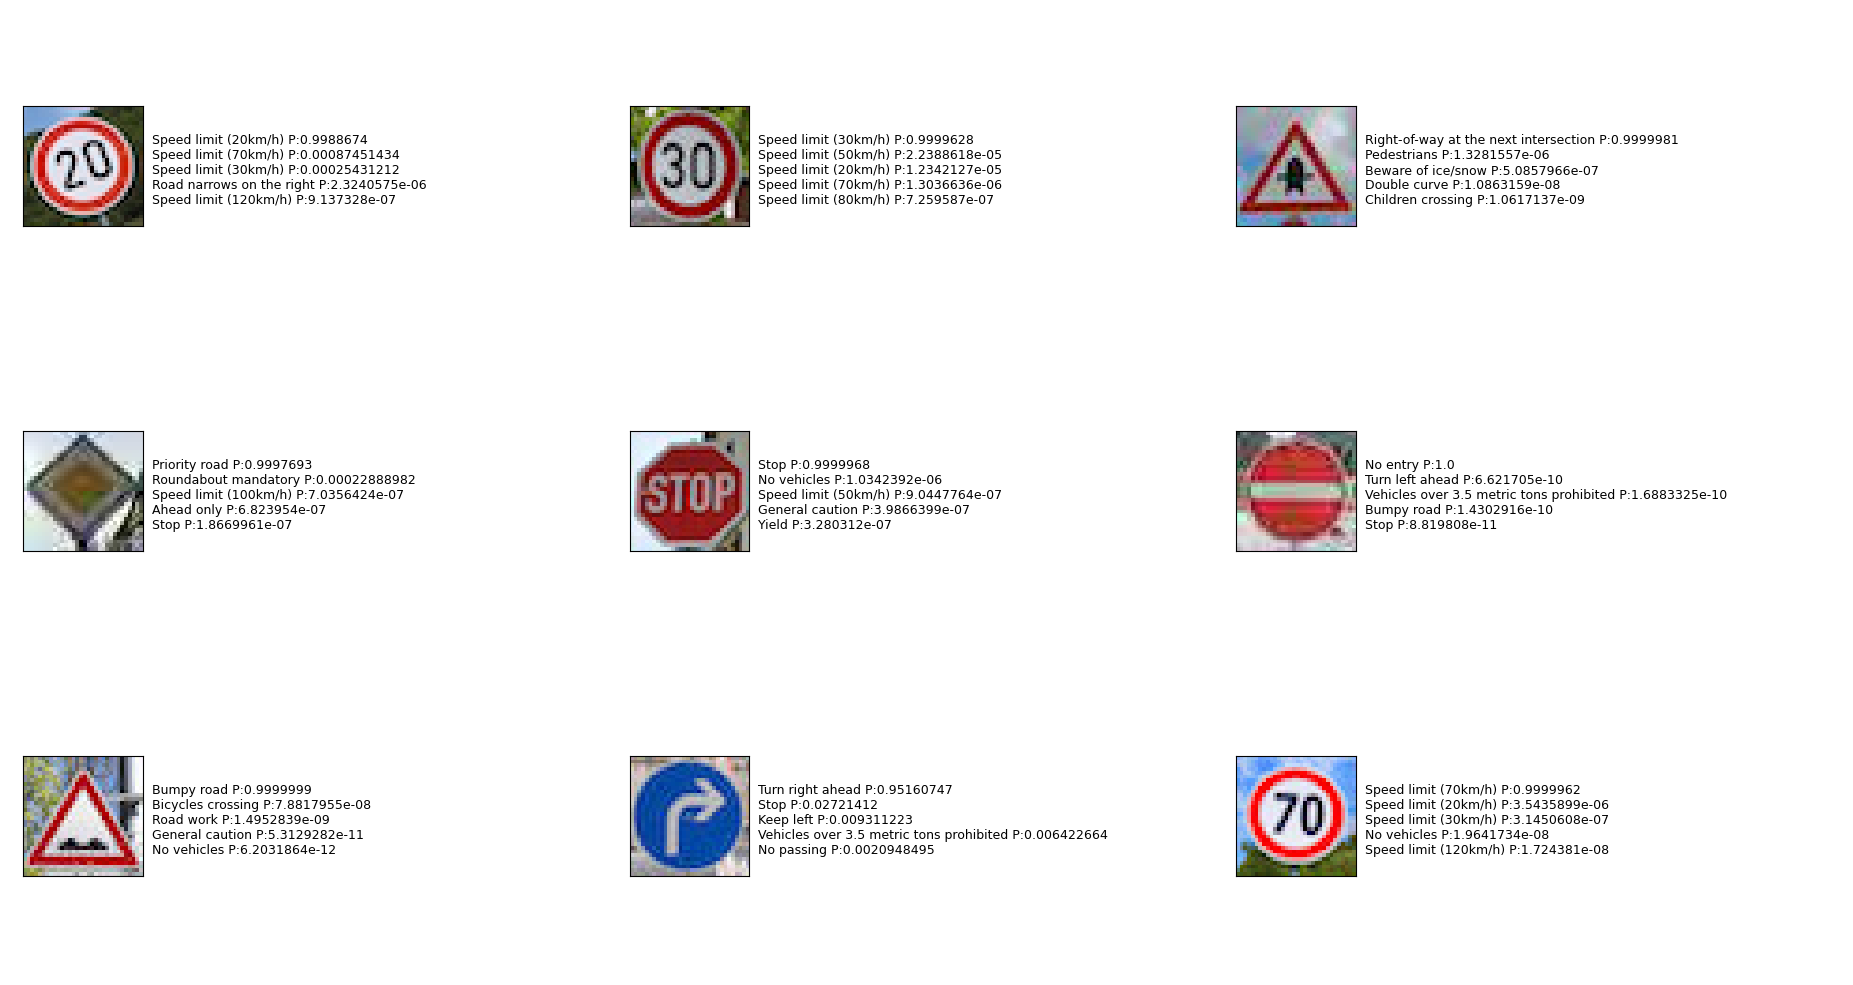 20
Speed limit (20km/h) P:0.9988674
Speed limit (70km/h) P:0.00087451434
Speed limit (30km/h) P:0.00025431212
Road narrows on the right P:2.3240575e-06
Speed limit (120km/h) P:9.137328e-07
30
Speed limit (30km/h) P:0.9999628
Speed limit (50km/h) P:2.2388618e-05
Speed limit (20km/h) P:1.2342127e-05
Speed limit (70km/h) P:1.3036636e-06
Speed limit (80km/h) P:7.259587e-07
Right-of-way at the next intersection P:0.9999981
Pedestrians P:1.3281557e-06
Beware of ice/snow P:5.0857966e-07
Double curve P:1.0863159e-08
Children crossing P:1.0617137e-09
Priority road P:0.9997693
Roundabout mandatory P:0.00022888982
Speed limit (100km/h) P:7.0356424e-07
Ahead only P:6.823954e-07
Stop P:1.8669961e-07
STOP
Stop P:0.9999968
No vehicles P:1.0342392e-06
Speed limit (50km/h) P:9.0447764e-07
General caution P:3.9866399e-07
Yield P:3.280312e-07
No entry P:1.0
Turn left ahead P:6.621705e-10
Vehicles over 3.5 metric tons prohibited P:1.6883325e-10
Bumpy road P:1.4302916e-10
Stop P:8.819808e-11
Bumpy road P:0.9999999
Bicycles crossing P:7.8817955e-08
Road work P:1.4952839e-09
General caution P:5.3129282e-11
No vehicles P:6.2031864e-12
Turn right ahead P:0.95160747
Stop P:0.02721412
Keep left P:0.009311223
Vehicles over 3.5 metric tons prohibited P:0.006422664
No passing P:0.0020948495
70
Speed limit (70km/h) P:0.9999962
Speed limit (20km/h) P:3.5435899e-06
Speed limit (30km/h) P:3.1450608e-07
No vehicles P:1.9641734e-08
Speed limit (120km/h) P:1.724381e-08